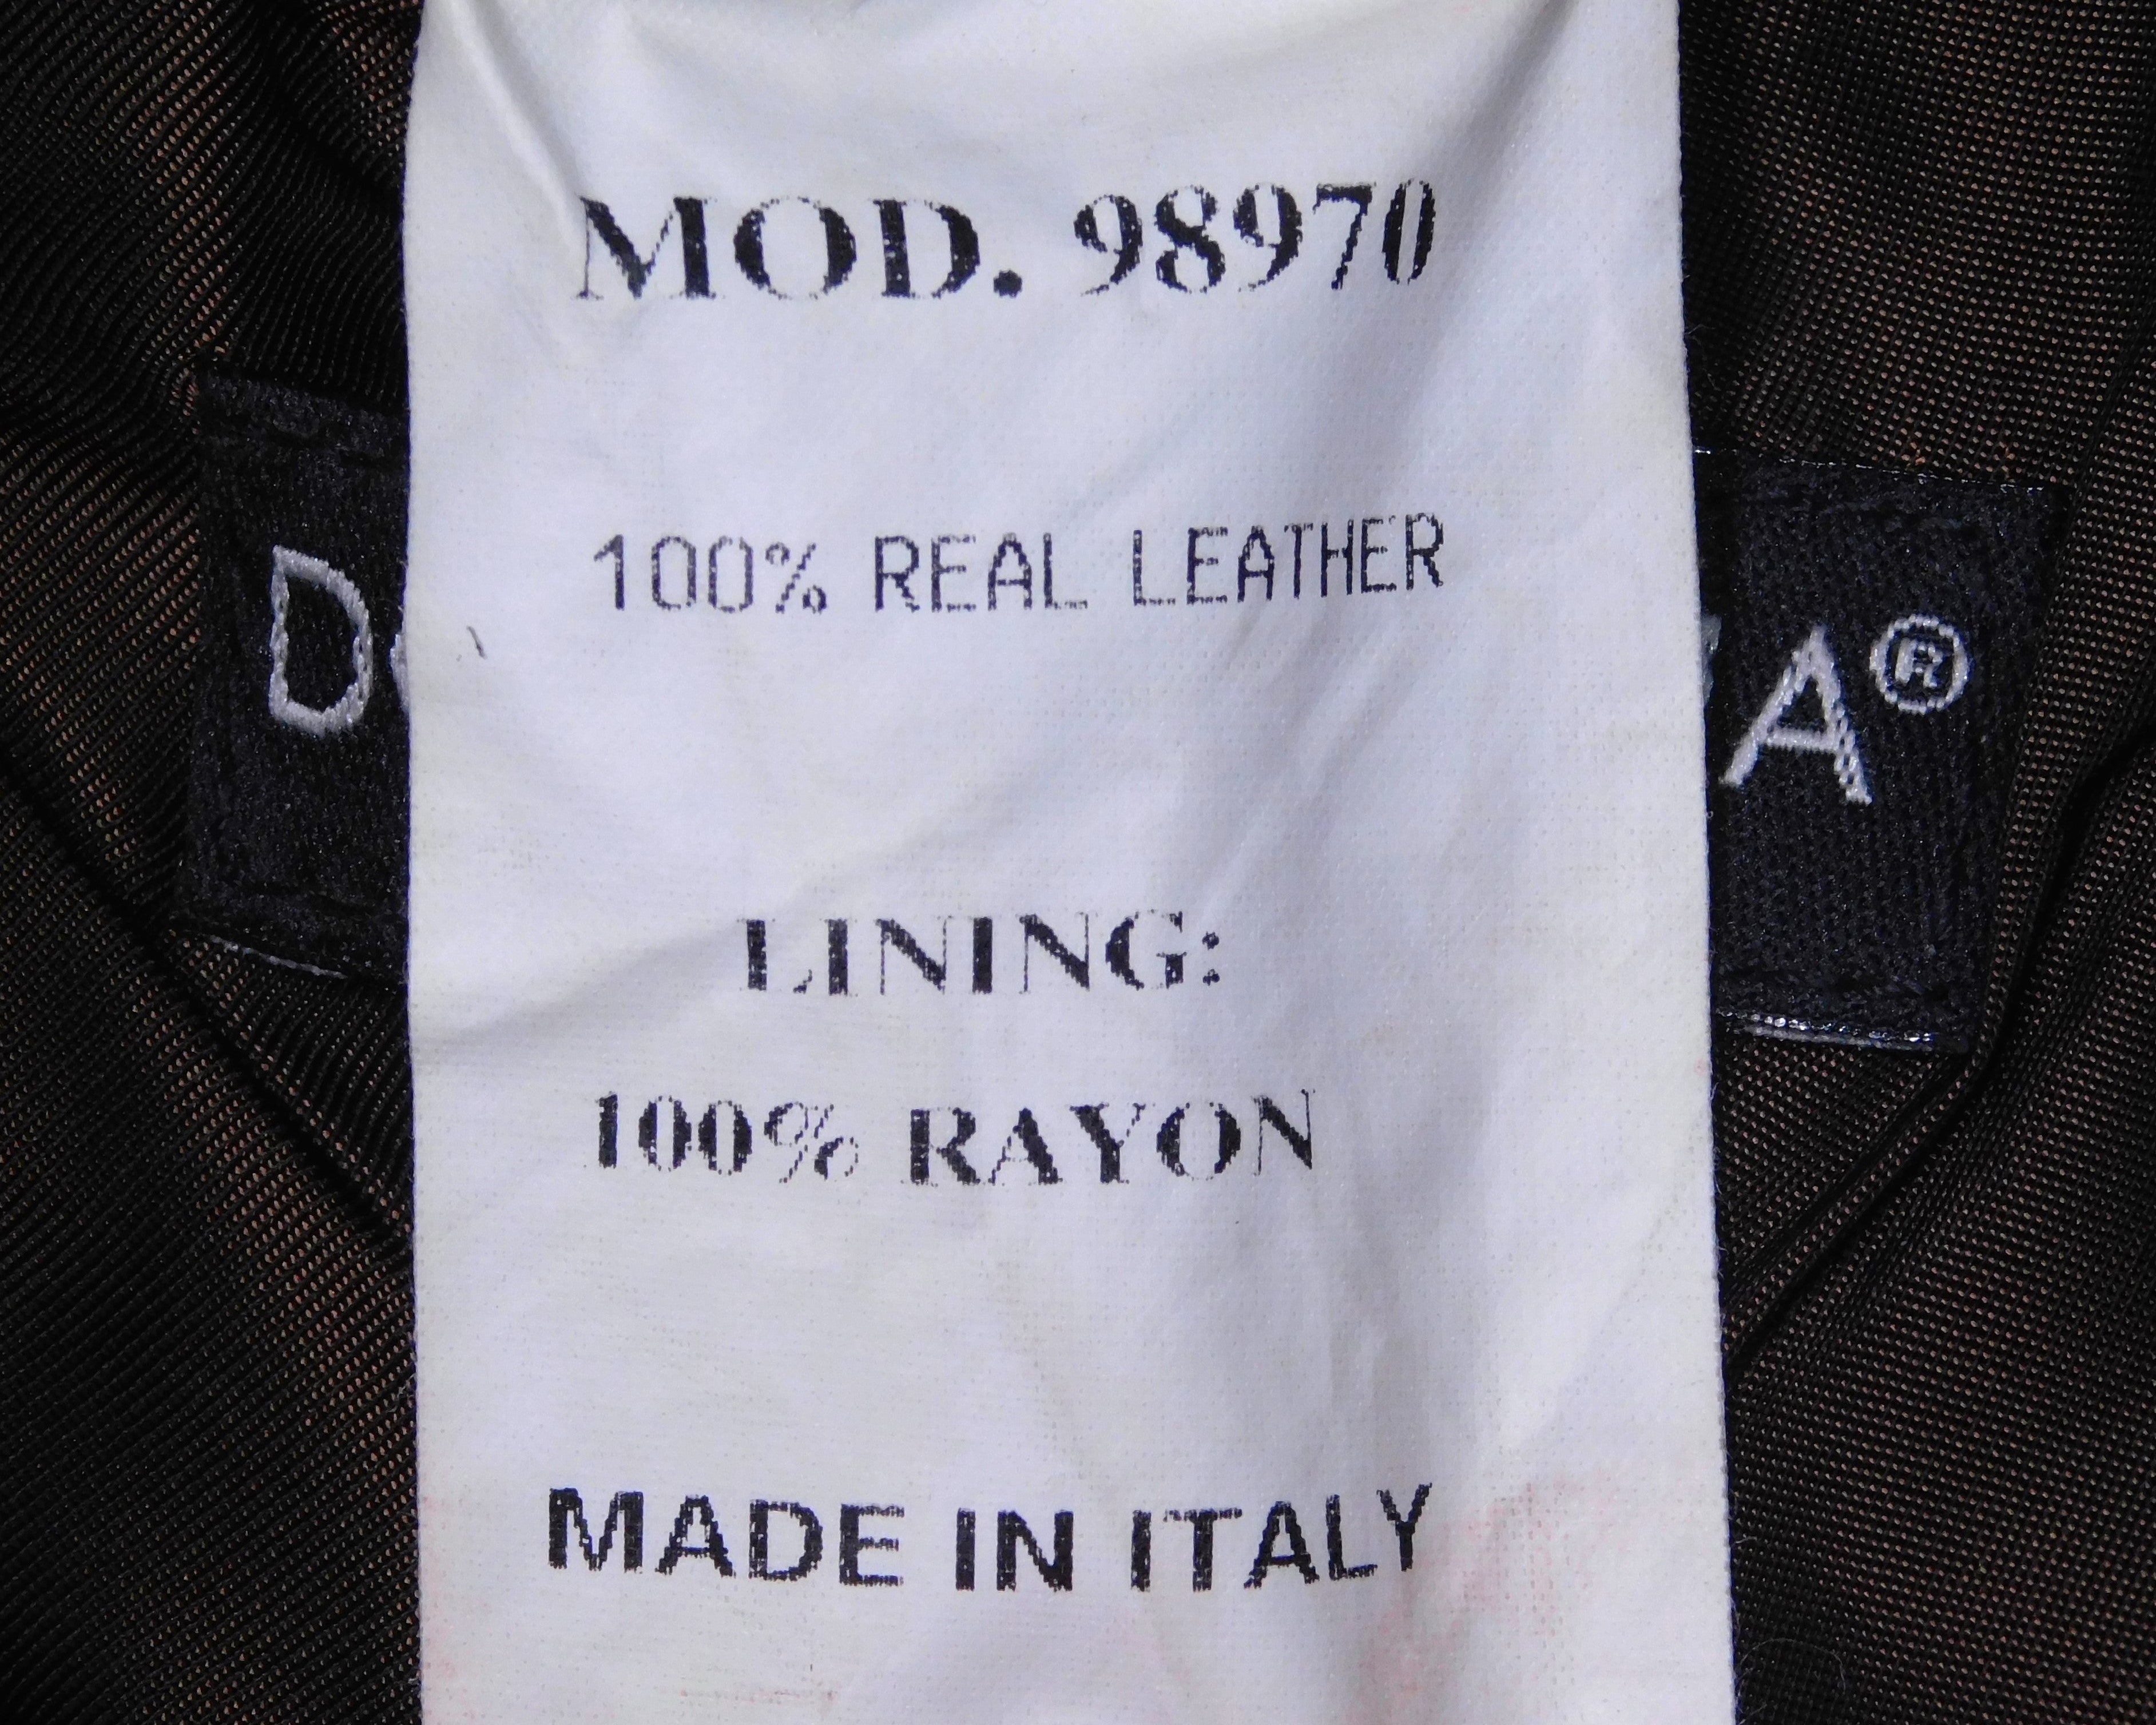 MOD. 98970
100% REAL LEATHER
LINING:
100% RAYON
MADE IN ITALY